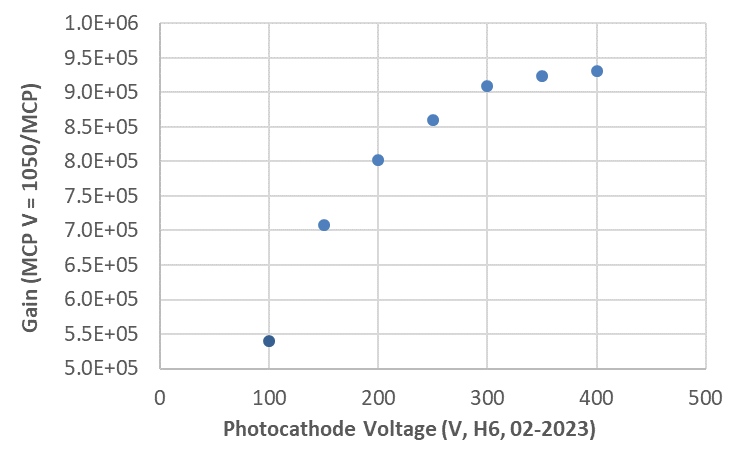 1.0E+06
9.5E+05
9.0E+05
8.5E+05
8.0E+05
7.5E+05
7.0E+05
6.5E+05
6.0E+05
5.5E+05
5.0E+05
Gain (MCP V = 1050/MCP)
0 100 200 300 400 500
Photocathode Voltage (V, H6, 02-2023)